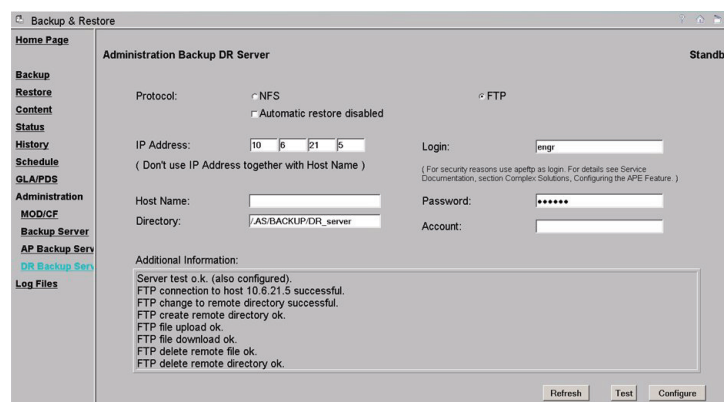 Backup & Restore
Home Page
Administration Backup DR Server
Standb
Backup
Restore
Content
Status
History
Schedule
GLA/PDS
Administration
MOD/CF
Backup Server
AP Backup Serv
DR Backup Serv
Log Files
Protocol:
NFS
FTP
Automatic restore disabled
IP Address:
10 6 21 5
Login:
engr
( Don't use IP Address together with Host Name )
( For security reasons use apeftp as login. For details see Service
Documentation, section Complex Solutions, Configuring the APE Feature. )
Host Name:
Password:
••••••
Directory:
/.AS/BACKUP/DR_server
Account:
Additional Information:
Server test o.k. (also configured).
FTP connection to host 10.6.21.5 successful.
FTP change to remote directory successful.
FTP create remote directory ok.
FTP file upload ok.
FTP file download ok.
FTP delete remote file ok.
FTP delete remote directory ok.
Refresh
Test
Configure